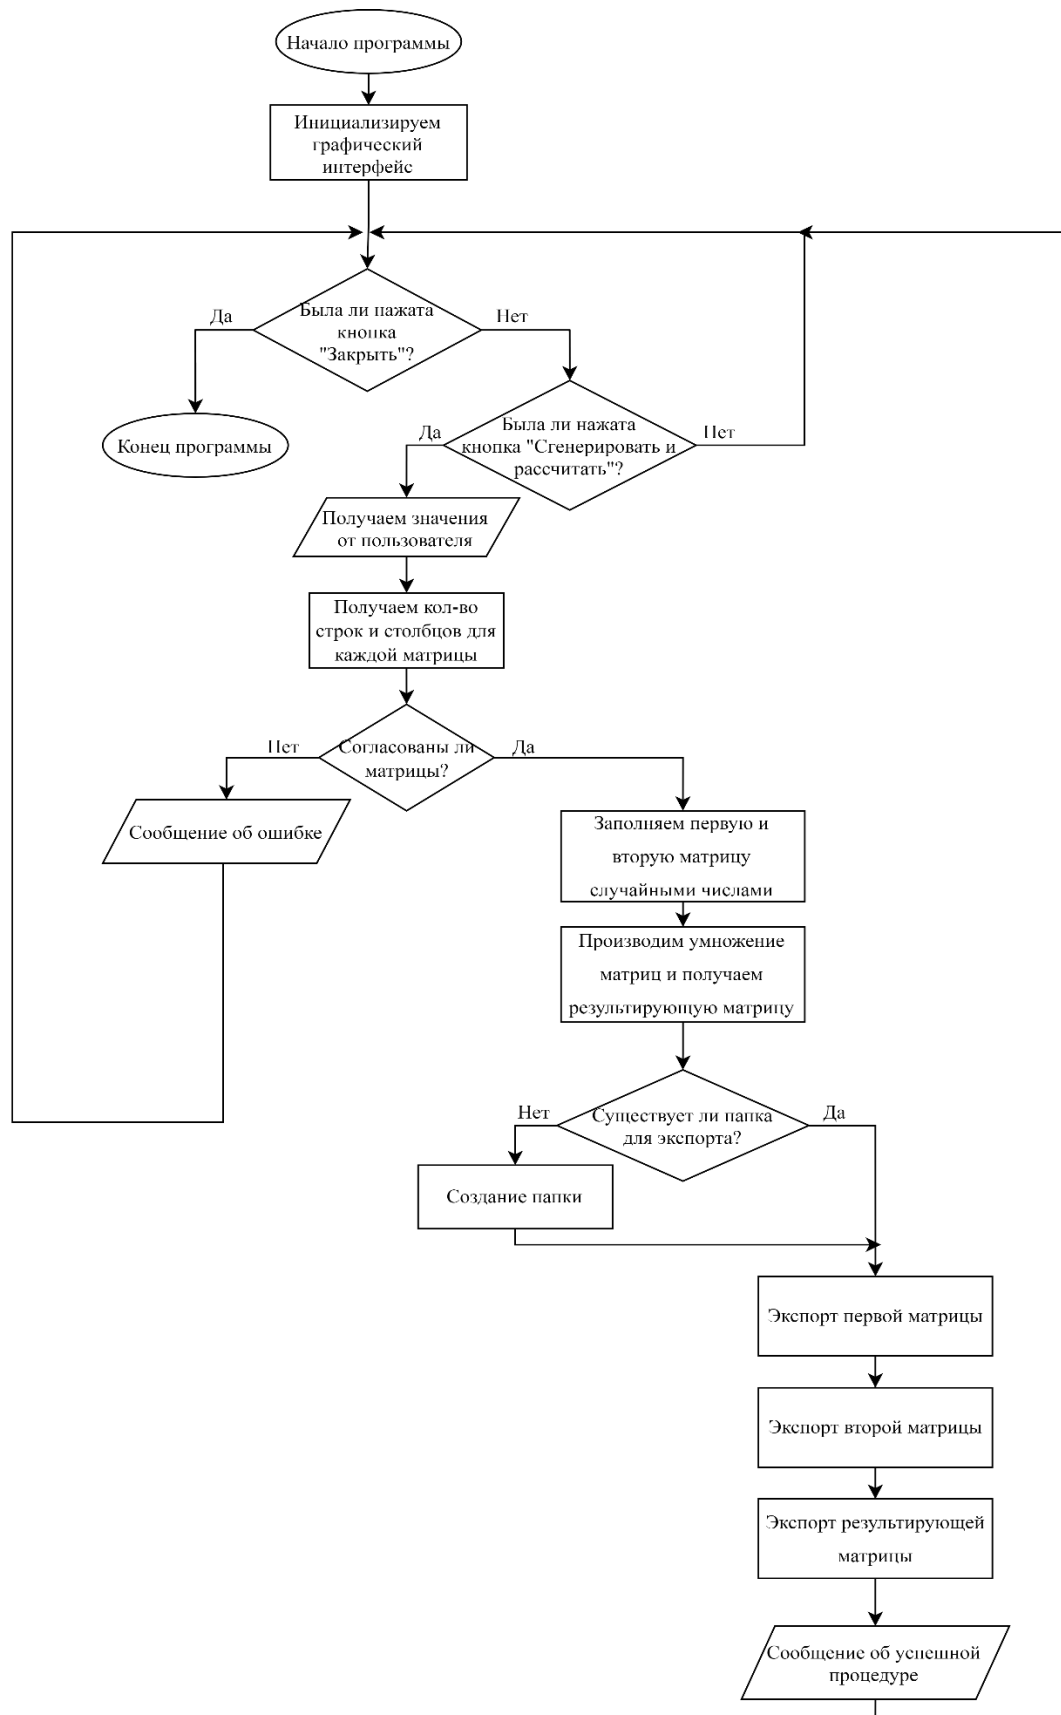 Начало программы
Инициализируем
графический
интерфейс
Была ли нажата
кнопка
"Закрыть"?
Да
Нет
Конец программы
Была ли нажата
кнопка "Сгенерировать и
рассчитать"?
Да
Нет
Получаем значения
от пользователя
Получаем кол-во
строк и столбцов для
каждой матрицы
Согласованы ли
матрицы?
Нет
Да
Сообщение об ошибке
Заполняем первую и
вторую матрицу
случайными числами
Производим умножение
матриц и получаем
результирующую матрицу
Существует ли папка
для экспорта?
Нет
Да
Создание папки
Экспорт первой матрицы
Экспорт второй матрицы
Экспорт результирующей
матрицы
Сообщение об успешной
процедуре